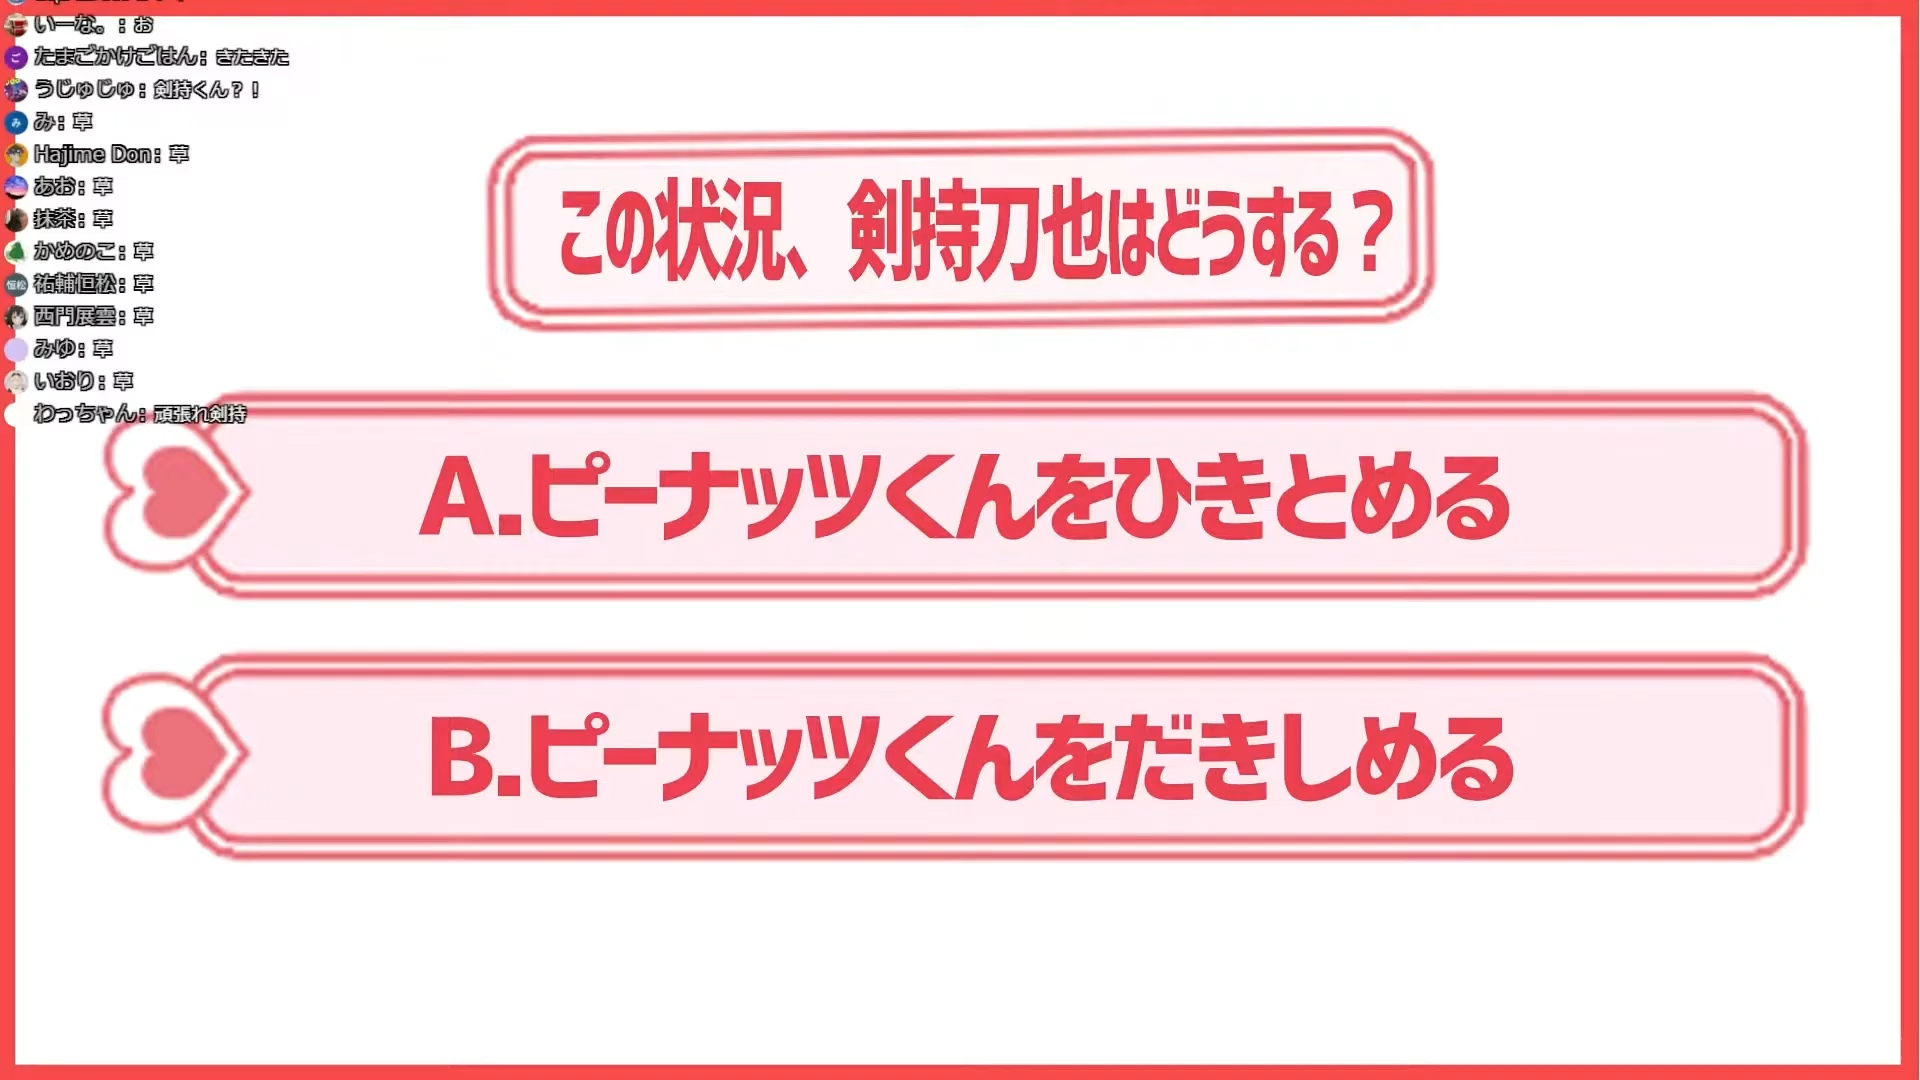 いーな。: お
たまごかけごはん: きたきた
うじゅじゅ: 剣持くん？！
み: 草
Hajime Don: 草
あお: 草
抹茶: 草
かめのこ: 草
祐輔恒松: 草
西門展雲: 草
みゆ: 草
いおり: 草
わっちゃん: 頑張れ剣持
この状況、剣持刀也はどうする？
A.ピーナッツくんをひきとめる
B.ピーナッツくんをだきしめる